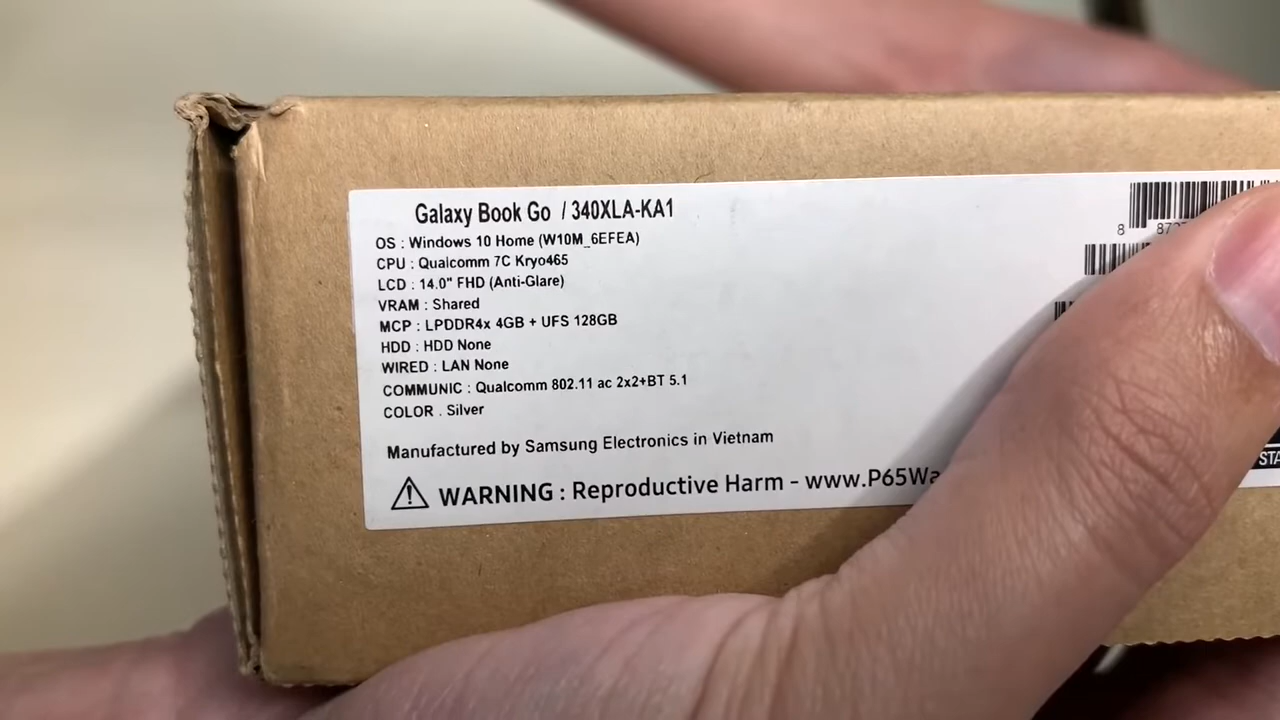 Galaxy Book Go / 340XLA-KA1
OS : Windows 10 Home (W10M_6EFEA)
CPU : Qualcomm 7C Kryo465
LCD : 14.0" FHD (Anti-Glare)
VRAM : Shared
MCP : LPDDR4x 4GB + UFS 128GB
HDD : HDD None
WIRED : LAN None
COMMUNIC : Qualcomm 802.11 ac 2x2+BT 5.1
COLOR . Silver
Manufactured by Samsung Electronics in Vietnam
WARNING : Reproductive Harm - www.P65Wa
8